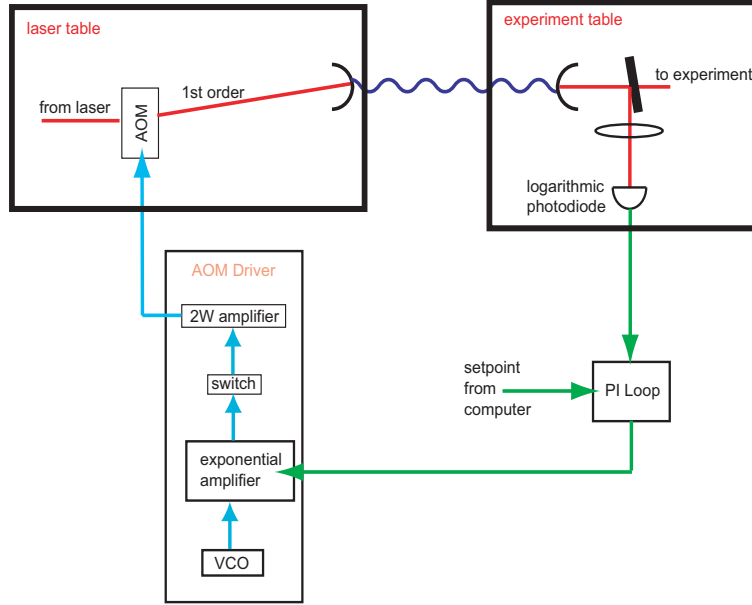 laser table
from laser
AOM
1st order
experiment table
to experiment
logarithmic
photodiode
AOM Driver
2W amplifier
switch
exponential
amplifier
VCO
setpoint
from
computer
PI Loop